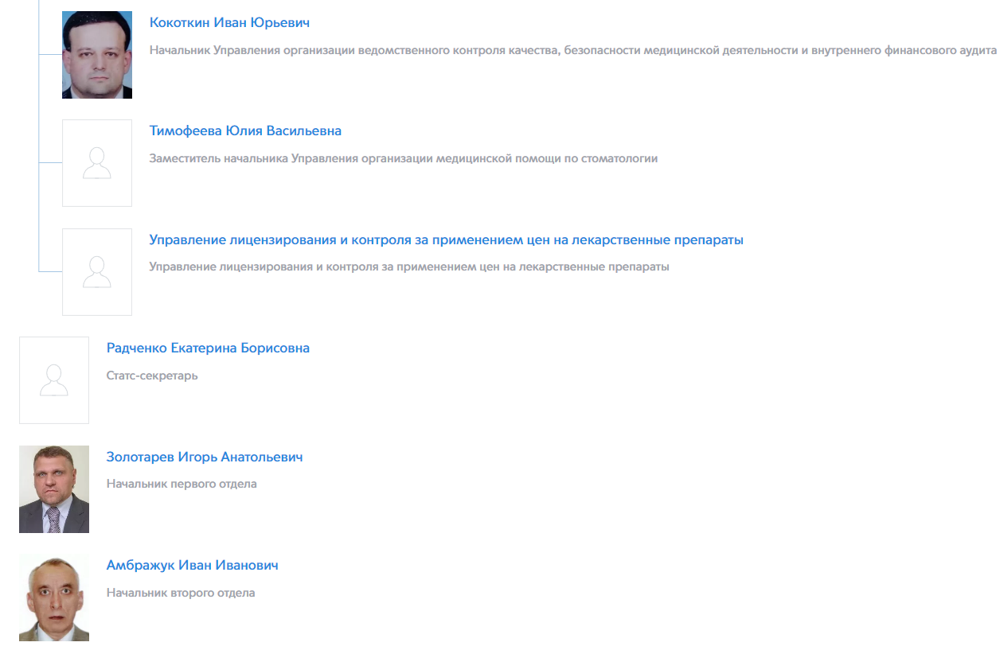 Кокоткин Иван Юрьевич
Начальник Управления организации ведомственного контроля качества, безопасности медицинской деятельности и внутреннего финансового аудита
Тимофеева Юлия Васильевна
Заместитель начальника Управления организации медицинской помощи по стоматологии
Управление лицензирования и контроля за применением цен на лекарственные препараты
Управление лицензирования и контроля за применением цен на лекарственные препараты
Радченко Екатерина Борисовна
Статс-секретарь
Золотарев Игорь Анатольевич
Начальник первого отдела
Амбражук Иван Иванович
Начальник второго отдела